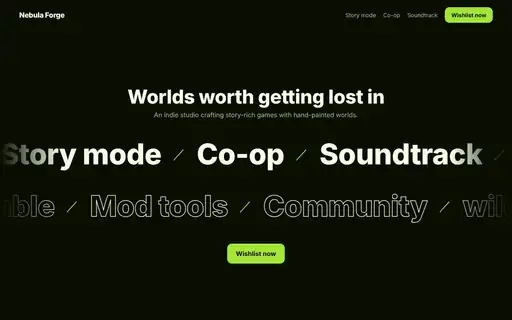 Nebula Forge
Story mode Co-op Soundtrack Wishlist now
Worlds worth getting lost in
An indie studio crafting story-rich games with hand-painted worlds.
Story mode / Co-op / Soundtrack /
/ Mod tools / Community /
Wishlist now